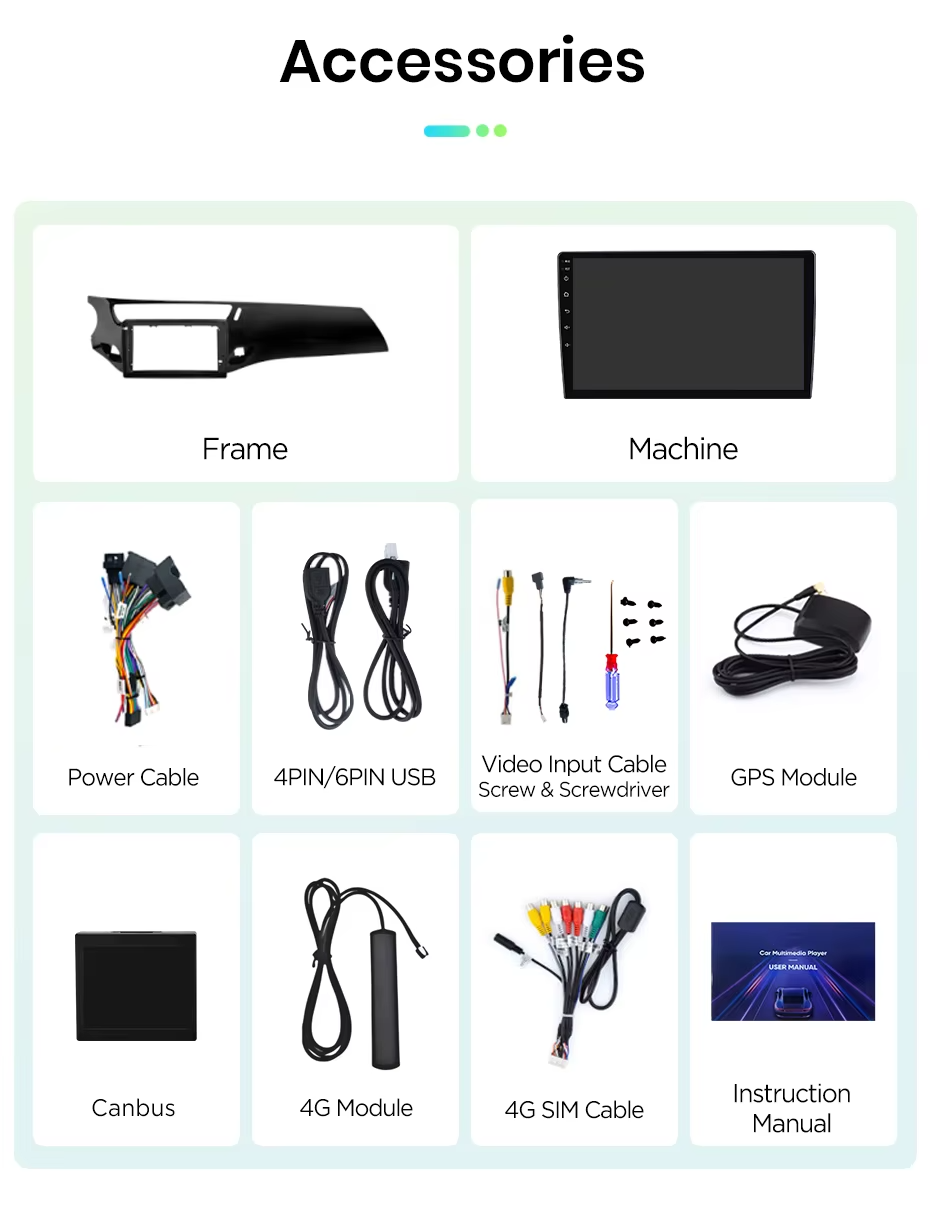 Accessories
Frame
Machine
Power Cable
4PIN/6PIN USB
Video Input Cable
Screw & Screwdriver
GPS Module
Canbus
4G Module
4G SIM Cable
Car Multimedia Player
USER MANUAL
Instruction
Manual